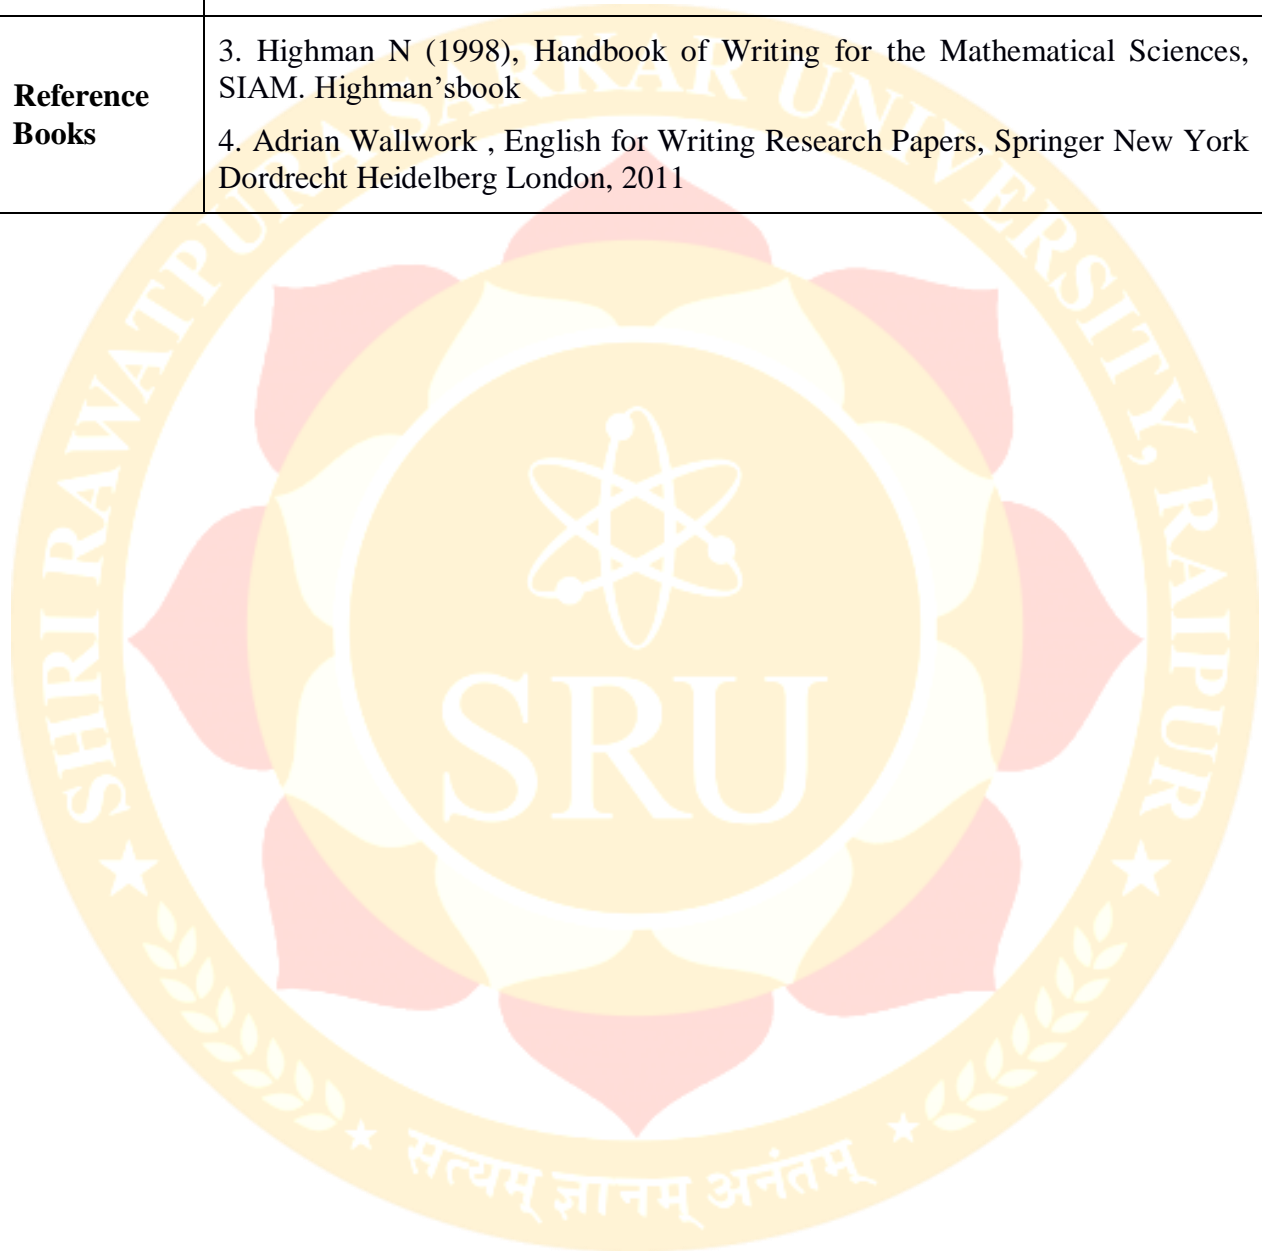 Reference
Books
3. Highman N (1998), Handbook of Writing for the Mathematical Sciences,
SIAM. Highman’sbook
4. Adrian Wallwork , English for Writing Research Papers, Springer New York
Dordrecht Heidelberg London, 2011
SHRI RAWATPURA SARKAR UNIVERSITY, RAIPUR
SRU
सत्यम् ज्ञानम् अनंतम्